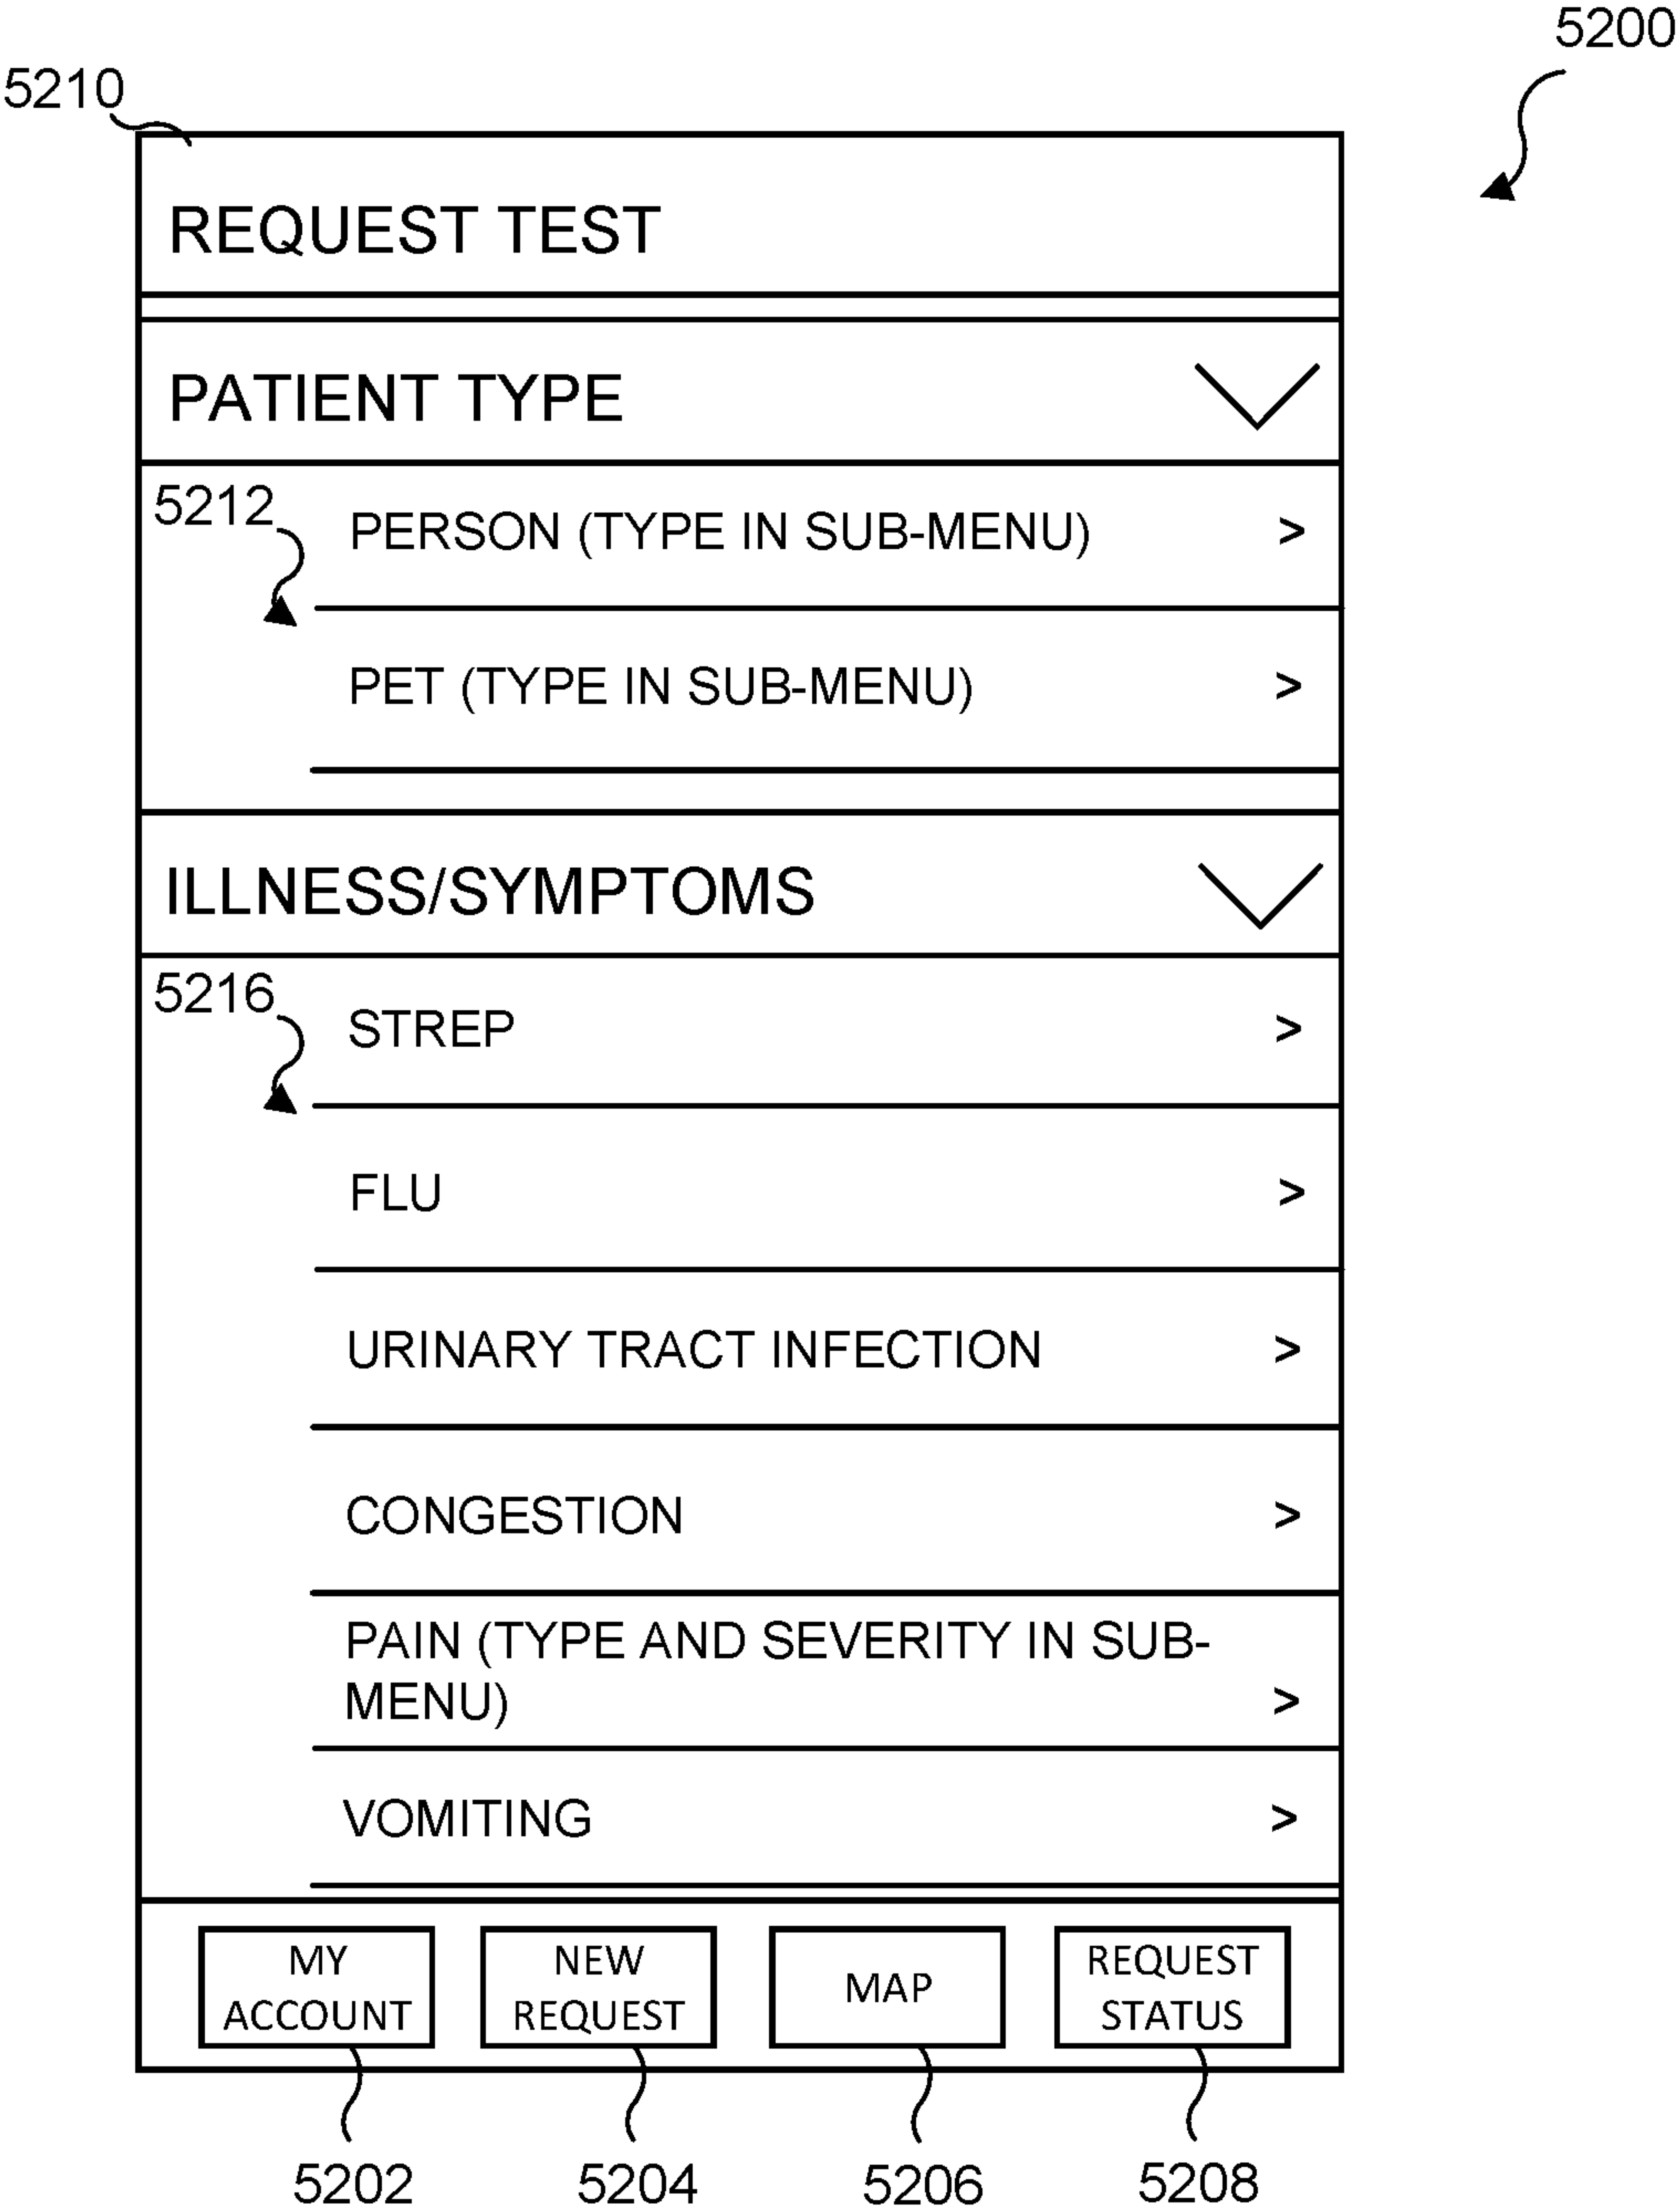 5200
5210
REQUEST TEST
PATIENT TYPE
5212
PERSON (TYPE IN SUB-MENU) >
PET (TYPE IN SUB-MENU) >
ILLNESS/SYMPTOMS
5216
STREP >
FLU >
URINARY TRACT INFECTION >
CONGESTION >
PAIN (TYPE AND SEVERITY IN SUB-
MENU) >
VOMITING >
MY
ACCOUNT
NEW
REQUEST
MAP
REQUEST
STATUS
5202
5204
5206
5208